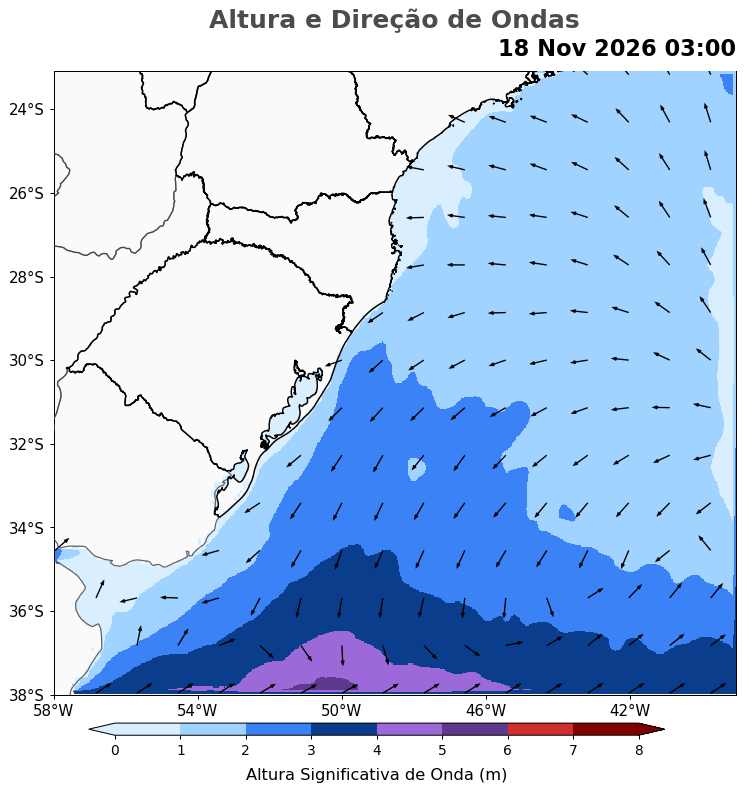 Altura e Direção de Ondas
18 Nov 2026 03:00
24°S
26°S
28°S
30°S
32°S
34°S
36°S
38°S
58°W 54°W 50°W 46°W 42°W
0 1 2 3 4 5 6 7 8
Altura Significativa de Onda (m)